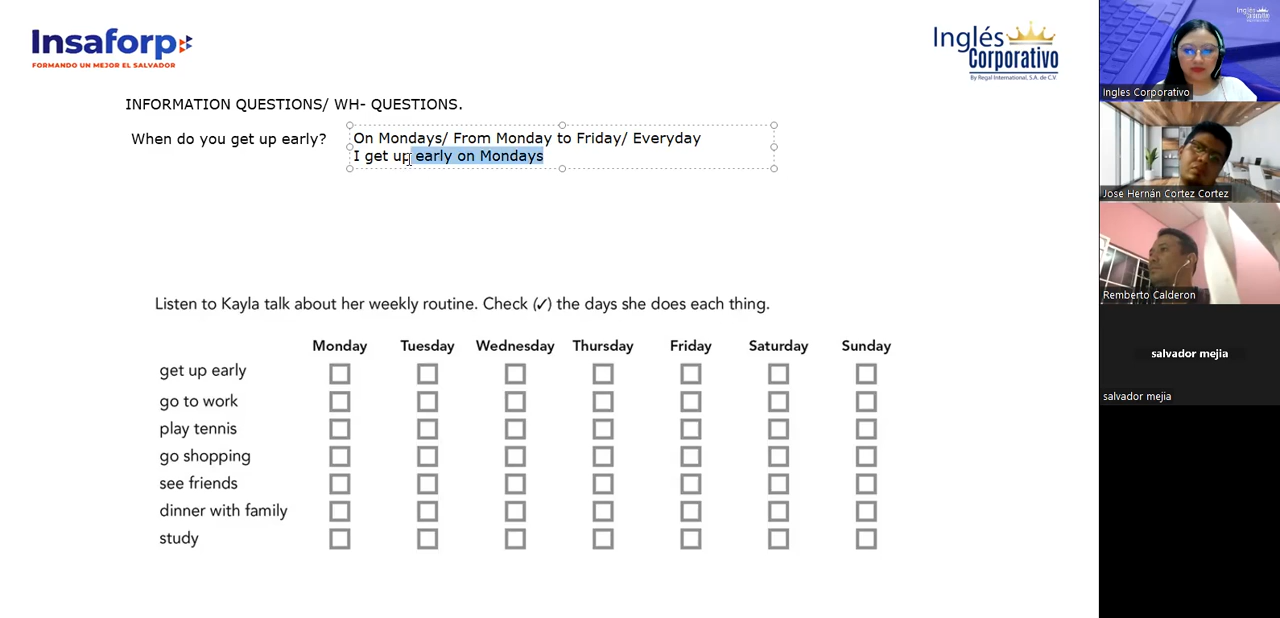 Insaforp
FORMANDO UN MEJOR EL SALVADOR
Inglés
Corporativo
By Regal International, S.A. de C.V.
INFORMATION QUESTIONS/ WH- QUESTIONS.
When do you get up early?
On Mondays/ From Monday to Friday/ Everyday
I get up early on Mondays
Listen to Kayla talk about her weekly routine. Check (✓) the days she does each thing.
Monday Tuesday Wednesday Thursday Friday Saturday Sunday
get up early
go to work
play tennis
go shopping
see friends
dinner with family
study
Inglés
Corporativo
Ingles Corporativo
Jose Hernán Cortez Cortez
Remberto Calderon
salvador mejia
salvador mejia